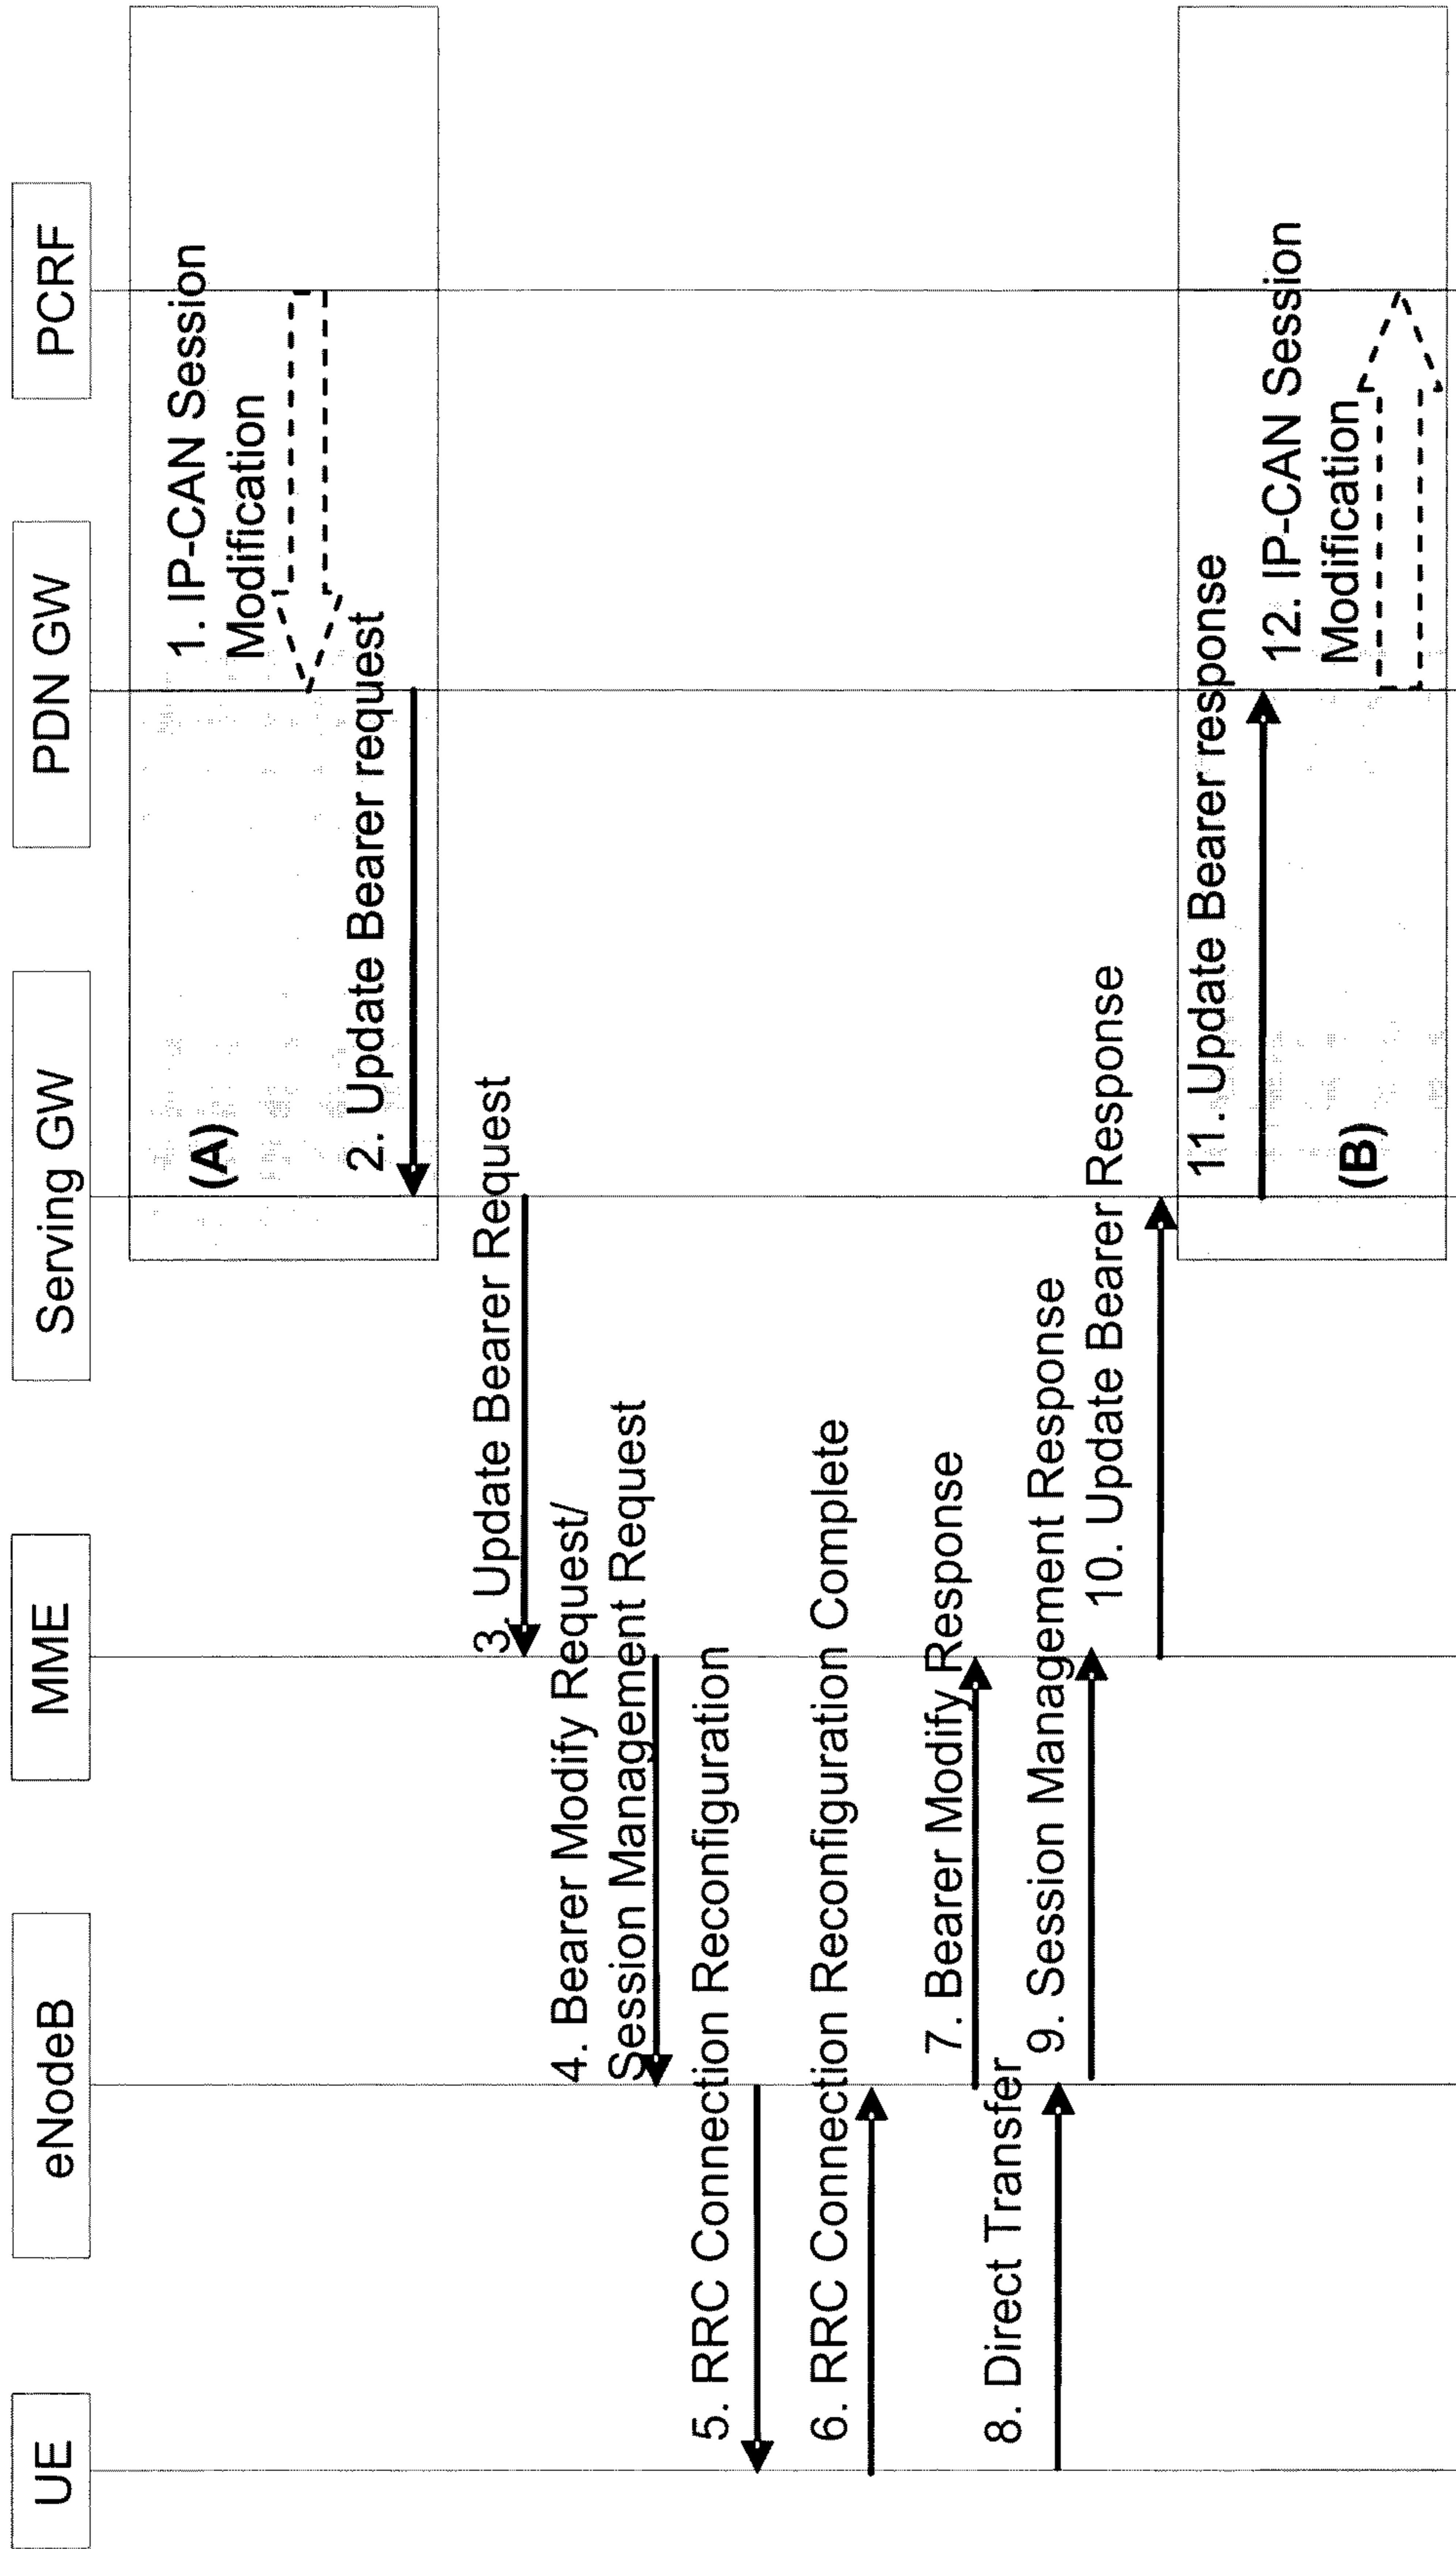 UE
eNodeB
MME
Serving GW
PDN GW
PCRF
(A)
1. IP-CAN Session
Modification
2. Update Bearer request
3. Update Bearer Request
4. Bearer Modify Request/
Session Management Request
5. RRC Connection Reconfiguration
6. RRC Connection Reconfiguration Complete
7. Bearer Modify Response
8. Direct Transfer
9. Session Management Response
10. Update Bearer Response
11. Update Bearer response
12. IP-CAN Session
Modification
(B)